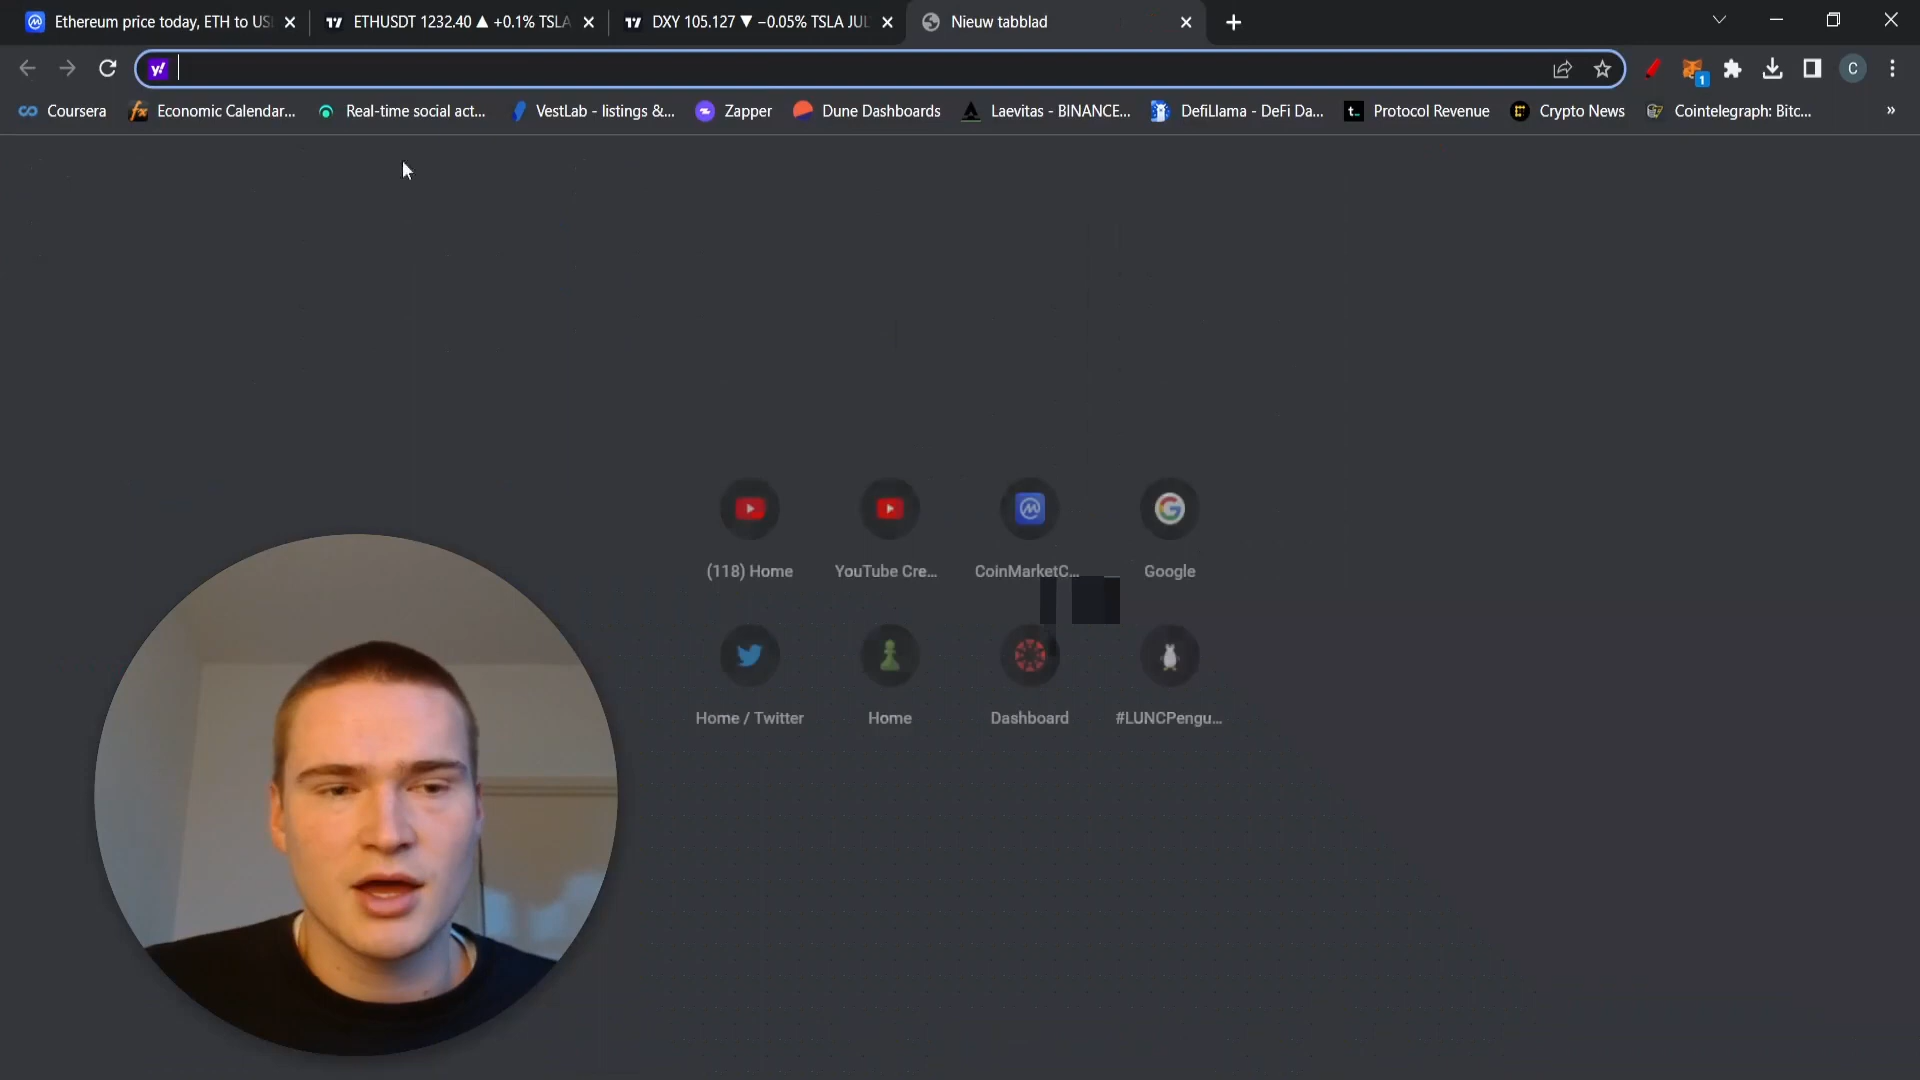 Ethereum price today, ETH to US
ETHUSDT 1232.40 ▲ +0.1% TSLA
DXY 105.127 ▼ −0.05% TSLA JUL
Nieuw tabblad
y!
C
1
Coursera
Economic Calendar...
Real-time social act...
VestLab - listings &...
Zapper
Dune Dashboards
Laevitas - BINANCE...
DefiLlama - DeFi Da...
Protocol Revenue
Crypto News
Cointelegraph: Bitc...
»
(118) Home
YouTube Cre...
CoinMarketC...
Google
Home / Twitter
Home
Dashboard
#LUNCPengu...